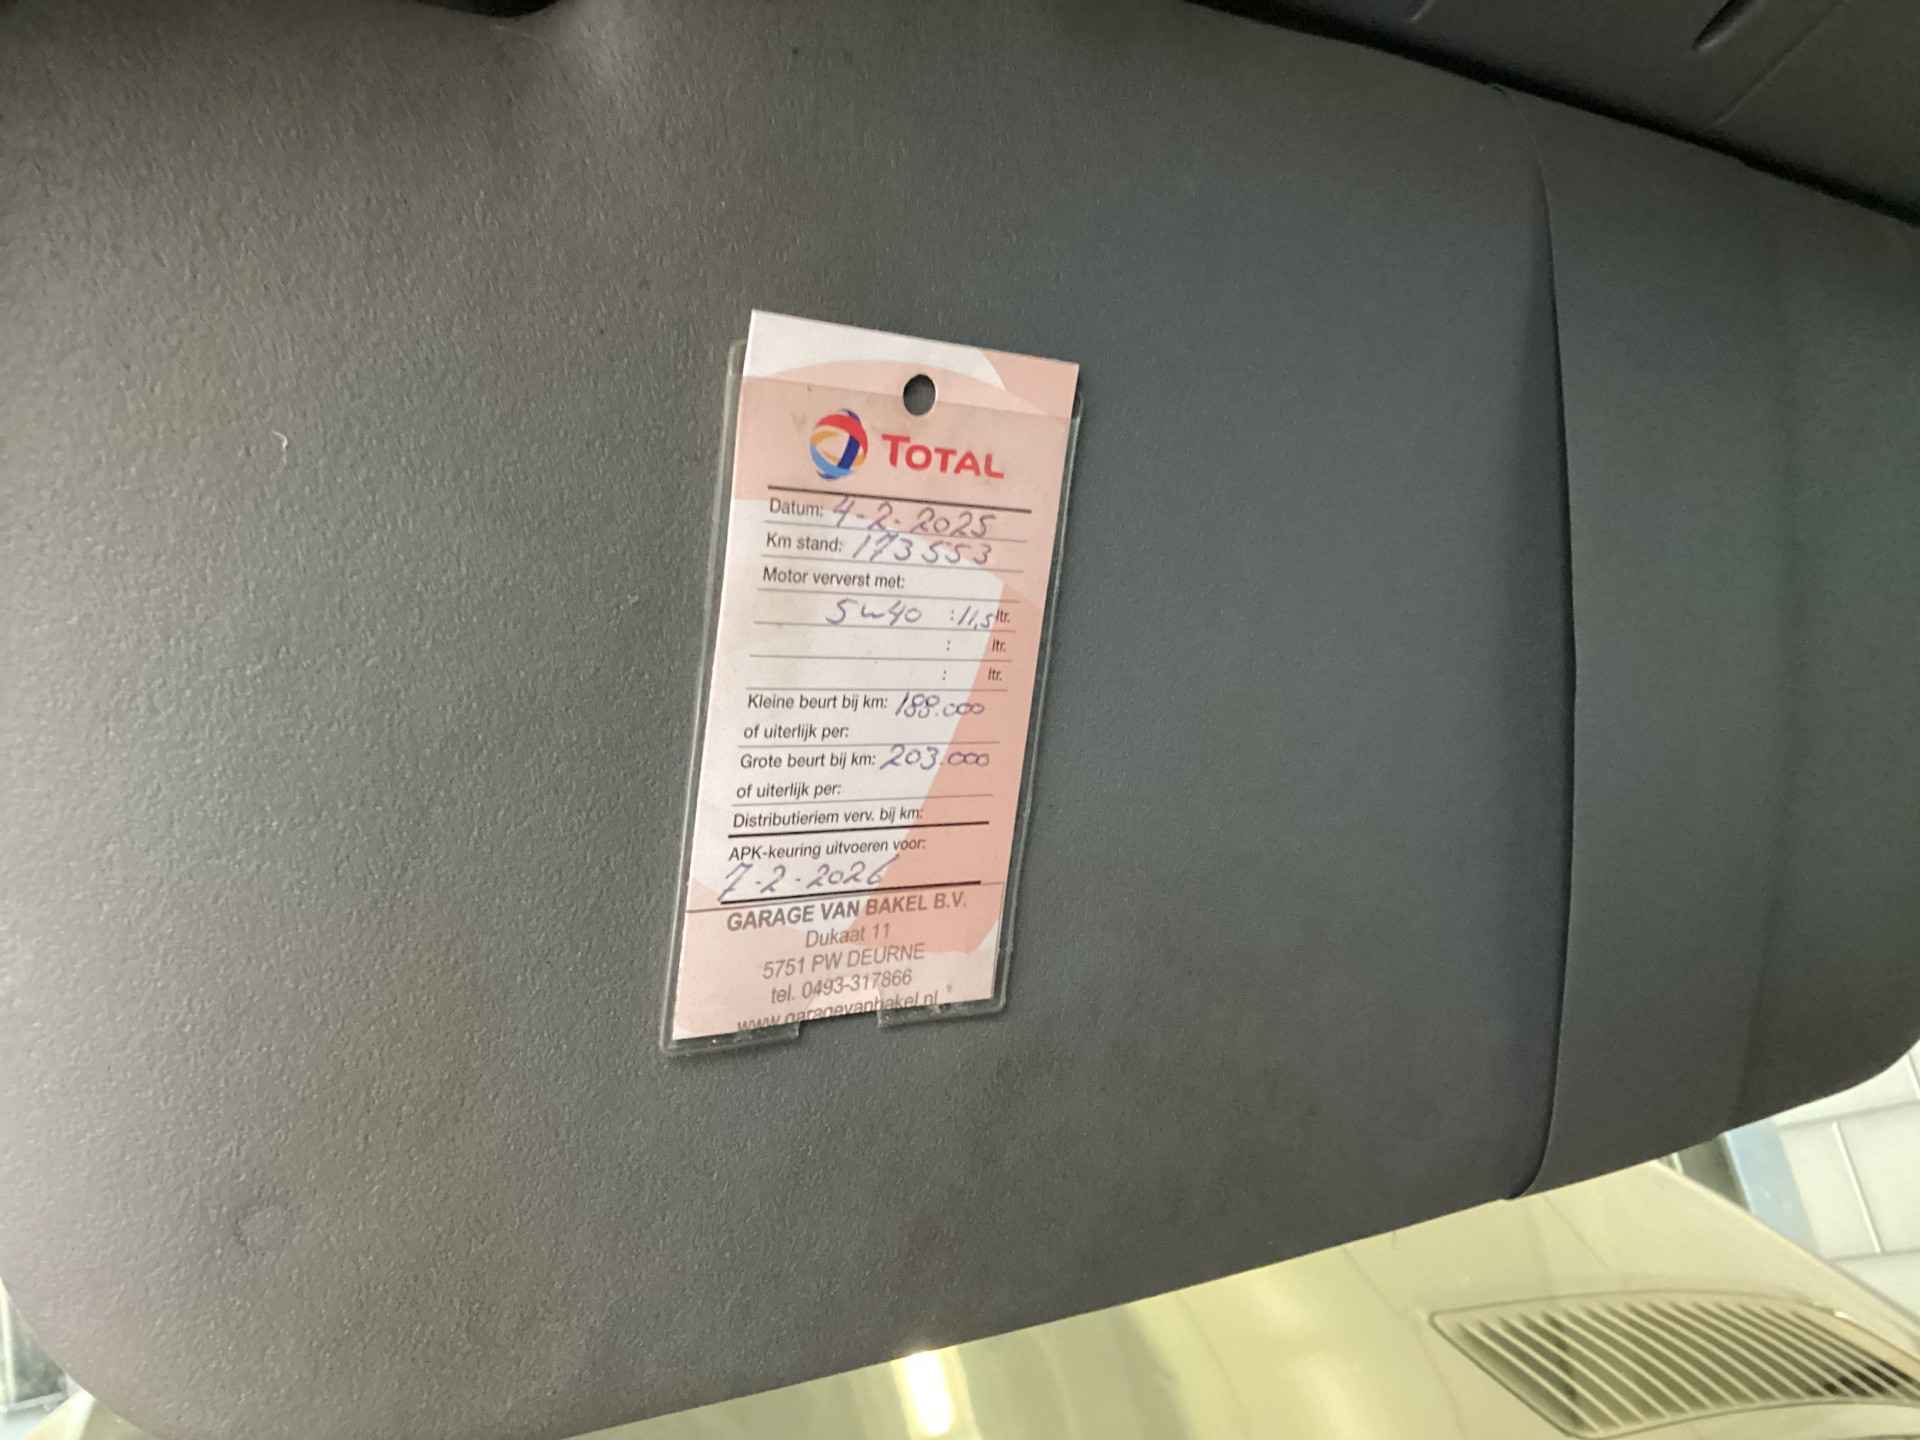 TOTAL
Datum: 4-2-2025
Km stand: 173553
Motor ververst met:
5w40 : 11,5 ltr.
: ltr.
: ltr.
Kleine beurt bij km: 188.000
of uiterlijk per:
Grote beurt bij km: 203.000
of uiterlijk per:
Distributieriem verv. bij km:
APK-keuring uitvoeren voor:
7-2-2026
GARAGE VAN BAKEL B.V.
Dukaat 11
5751 PW DEURNE
tel. 0493-317866
www.garagevanbakel.nl